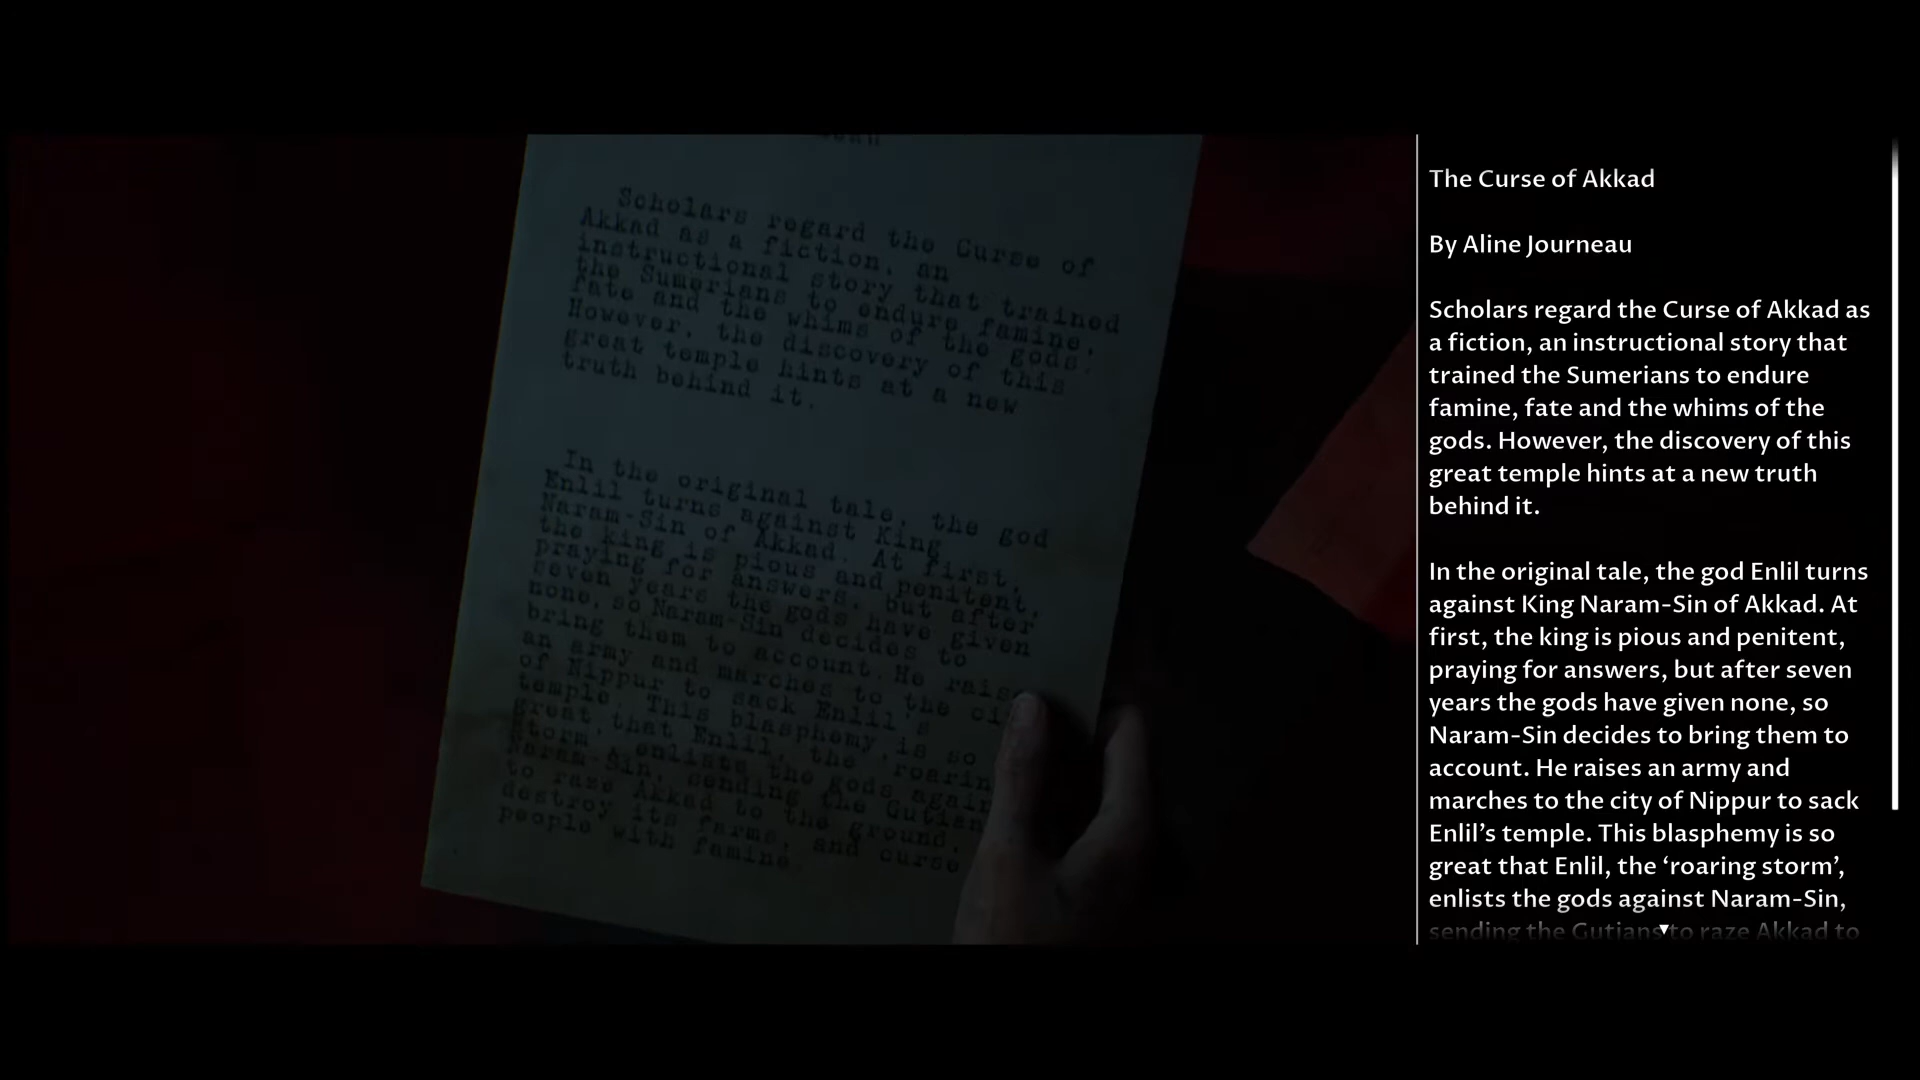 Scholars regard the Curse of
Akkad as a fiction, an
instructional story that trained
the Sumerians to endure famine,
fate and the whims of the gods.
However, the discovery of this
great temple hints at a new
truth behind it.
In the original tale, the god
Enlil turns against King
Naram-Sin of Akkad. At first,
the king is pious and penitent,
praying for answers, but after
seven years the gods have given
none, so Naram-Sin decides to
bring them to account. He raise
an army and marches to the ci
of Nippur to sack Enlil's
temple. This blasphemy is so
great that Enlil, the 'roarin
storm', enlists the gods again
Naram-Sin, sending the Gutian
to raze Akkad to the ground,
destroy its farms, and curse
people with famine.
The Curse of Akkad
By Aline Journeau
Scholars regard the Curse of Akkad as
a fiction, an instructional story that
trained the Sumerians to endure
famine, fate and the whims of the
gods. However, the discovery of this
great temple hints at a new truth
behind it.
In the original tale, the god Enlil turns
against King Naram-Sin of Akkad. At
first, the king is pious and penitent,
praying for answers, but after seven
years the gods have given none, so
Naram-Sin decides to bring them to
account. He raises an army and
marches to the city of Nippur to sack
Enlil’s temple. This blasphemy is so
great that Enlil, the ‘roaring storm’,
enlists the gods against Naram-Sin,
sending the Gutians to raze Akkad to